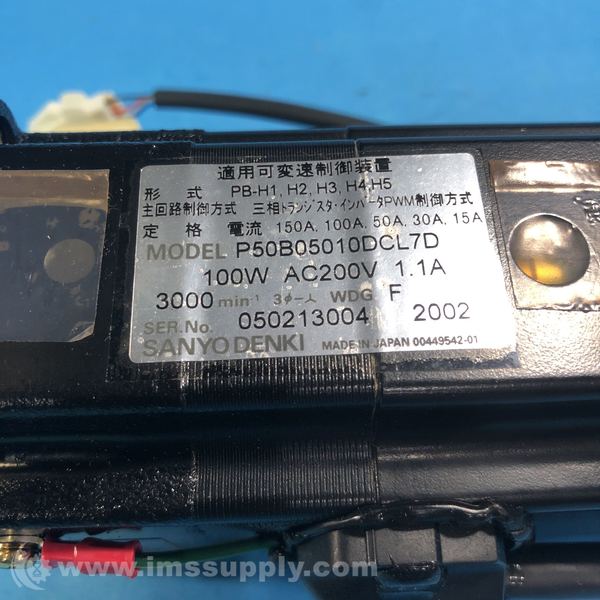 適用可変速制御装置
形 式 PB-H1, H2, H3, H4 H5
主回路制御方式 三相トランジスタ・インバータPWM制御方式
定 格 電流 150A, 100A, 50A, 30A, 15A
MODEL P50B05010DCL7D
100W AC200V 1.1A
3000 min⁻¹ 3φ-人 WDG. F
SER.No. 050213004 2002
SANYO DENKI MADE IN JAPAN 00449542-01
© www.imssupply.com